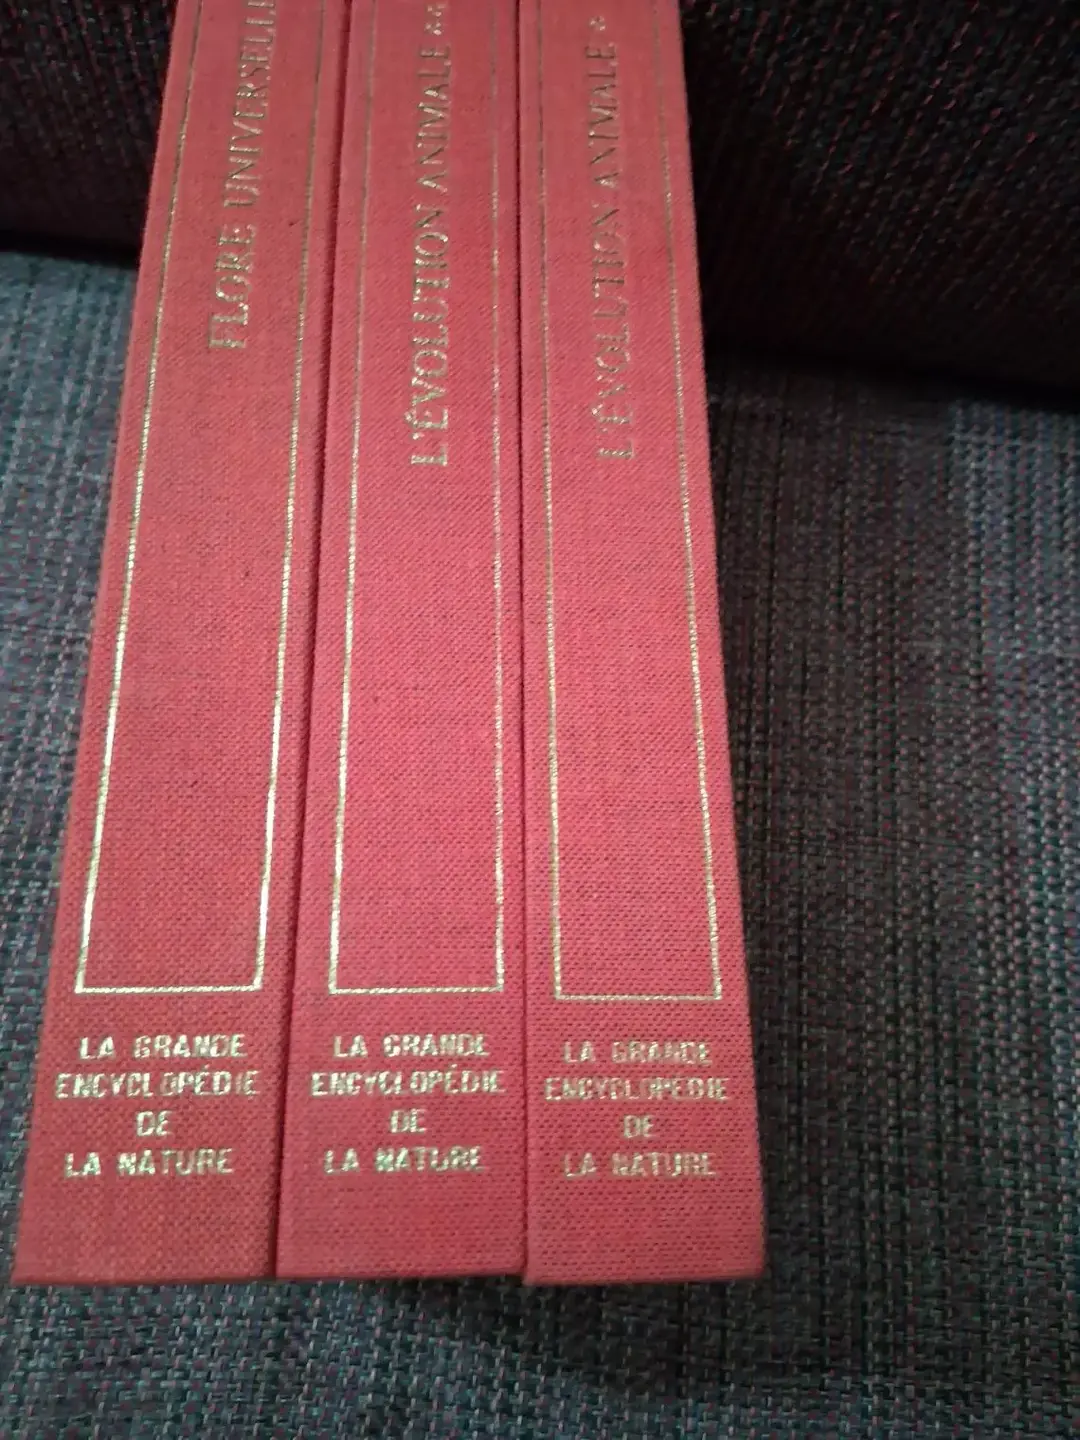 FLORE UNIVERSELLE
LA GRANDE
ENCYCLOPÉDIE
DE
LA NATURE
L'ÉVOLUTION ANIMALE **
LA GRANDE
ENCYCLOPÉDIE
DE
LA NATURE
L'ÉVOLUTION ANIMALE *
LA GRANDE
ENCYCLOPÉDIE
DE
LA NATURE